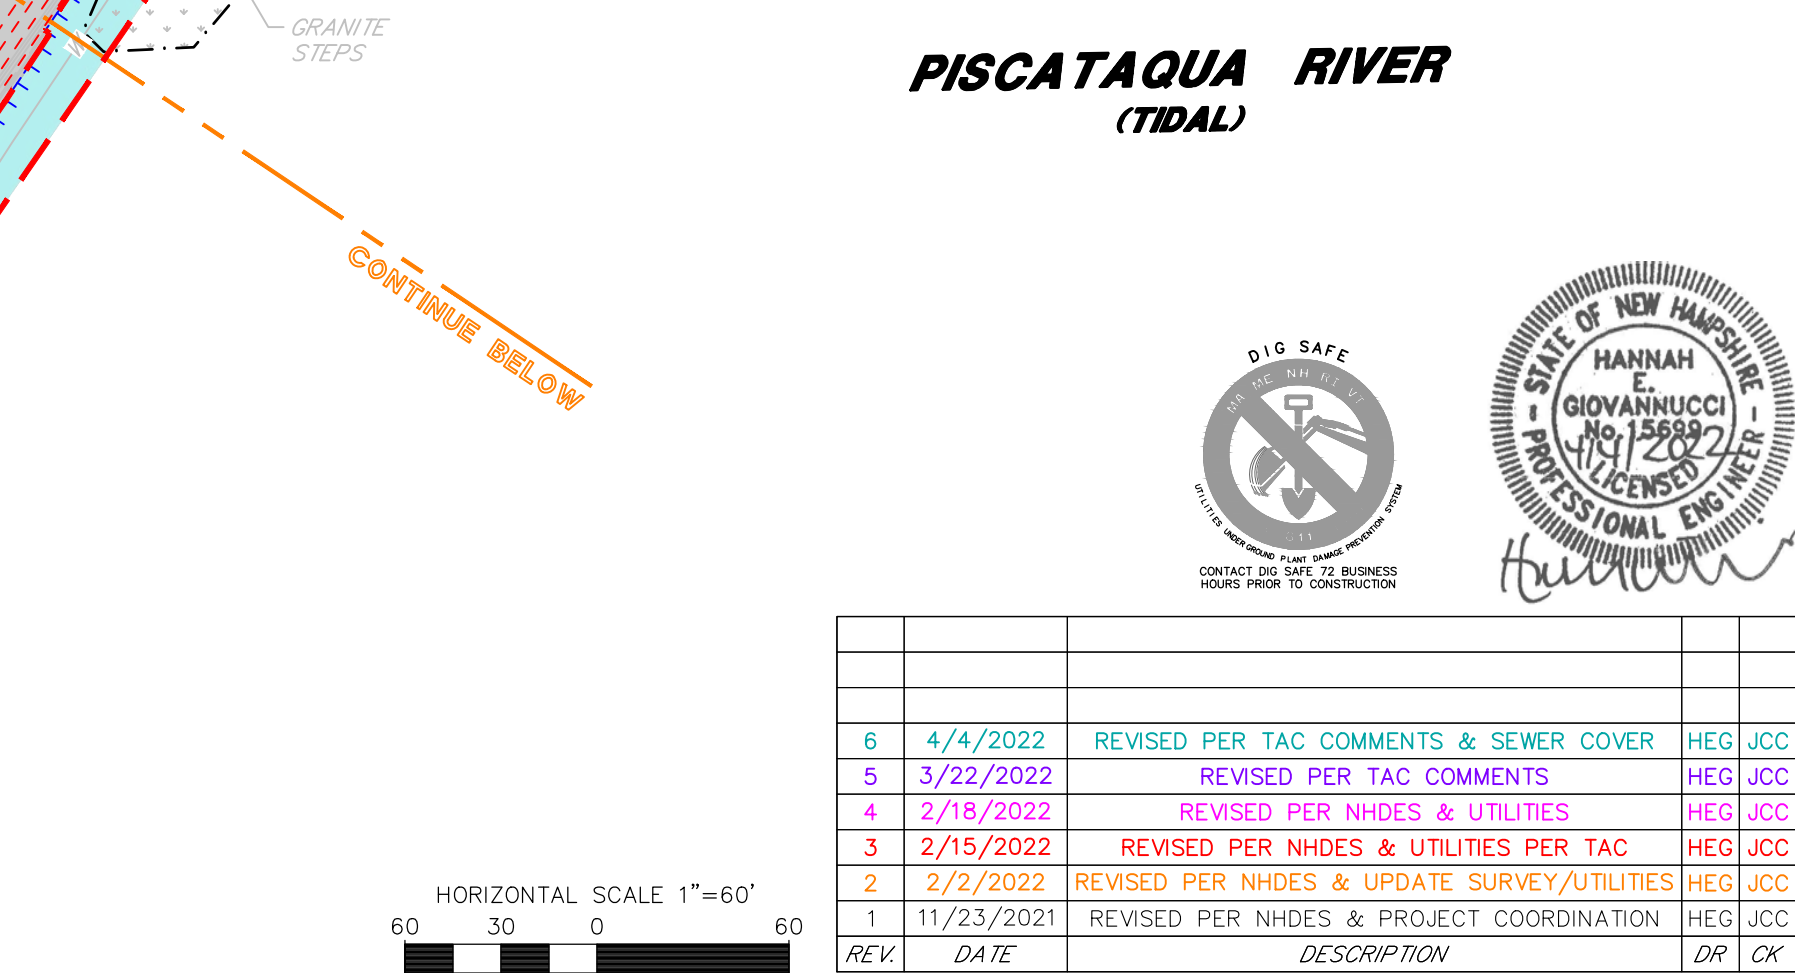 GRANITE
STEPS
W
PISCATAQUA RIVER
(TIDAL)
CONTINUE BELOW
DIG SAFE
MA ME NH RI VT
811
UTILITIES UNDERGROUND PLANT DAMAGE PREVENTION SYSTEM
CONTACT DIG SAFE 72 BUSINESS
HOURS PRIOR TO CONSTRUCTION
STATE OF NEW HAMPSHIRE
HANNAH
E.
GIOVANNUCCI
No. 15699
4/4/2022
LICENSED
PROFESSIONAL ENGINEER
6 4/4/2022 REVISED PER TAC COMMENTS & SEWER COVER HEG JCC
5 3/22/2022 REVISED PER TAC COMMENTS HEG JCC
4 2/18/2022 REVISED PER NHDES & UTILITIES HEG JCC
3 2/15/2022 REVISED PER NHDES & UTILITIES PER TAC HEG JCC
2 2/2/2022 REVISED PER NHDES & UPDATE SURVEY/UTILITIES HEG JCC
1 11/23/2021 REVISED PER NHDES & PROJECT COORDINATION HEG JCC
REV. DATE DESCRIPTION DR CK
HORIZONTAL SCALE 1"=60'
60 30 0 60